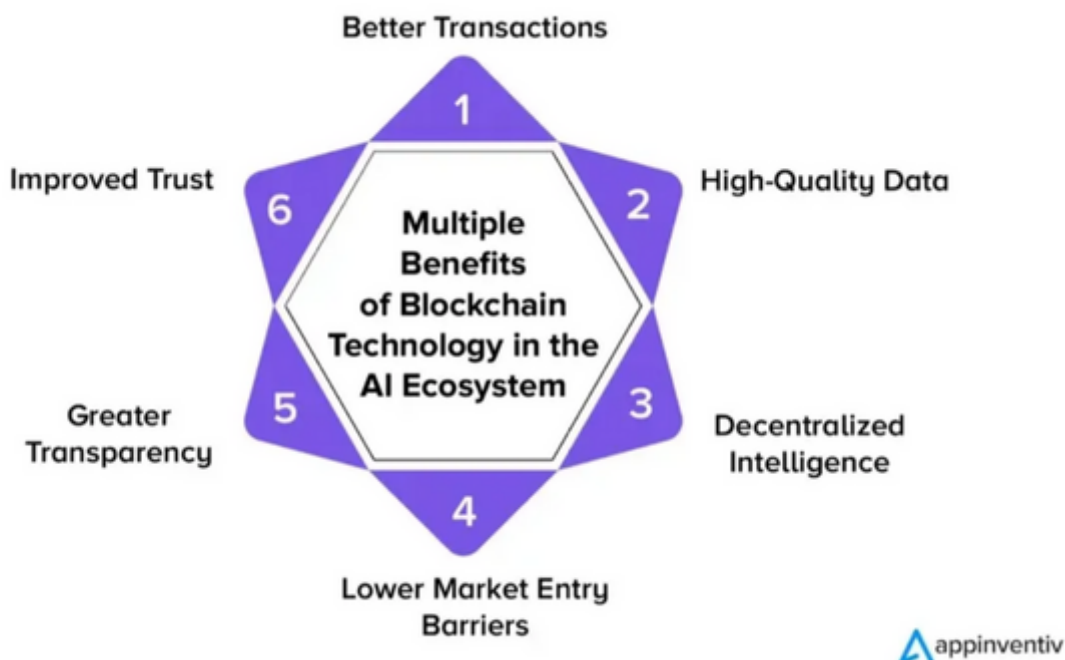 Better Transactions
1
High-Quality Data
2
Decentralized
Intelligence
3
Lower Market Entry
Barriers
4
Greater
Transparency
5
Improved Trust
6
Multiple
Benefits
of Blockchain
Technology in the
AI Ecosystem
appinventiv